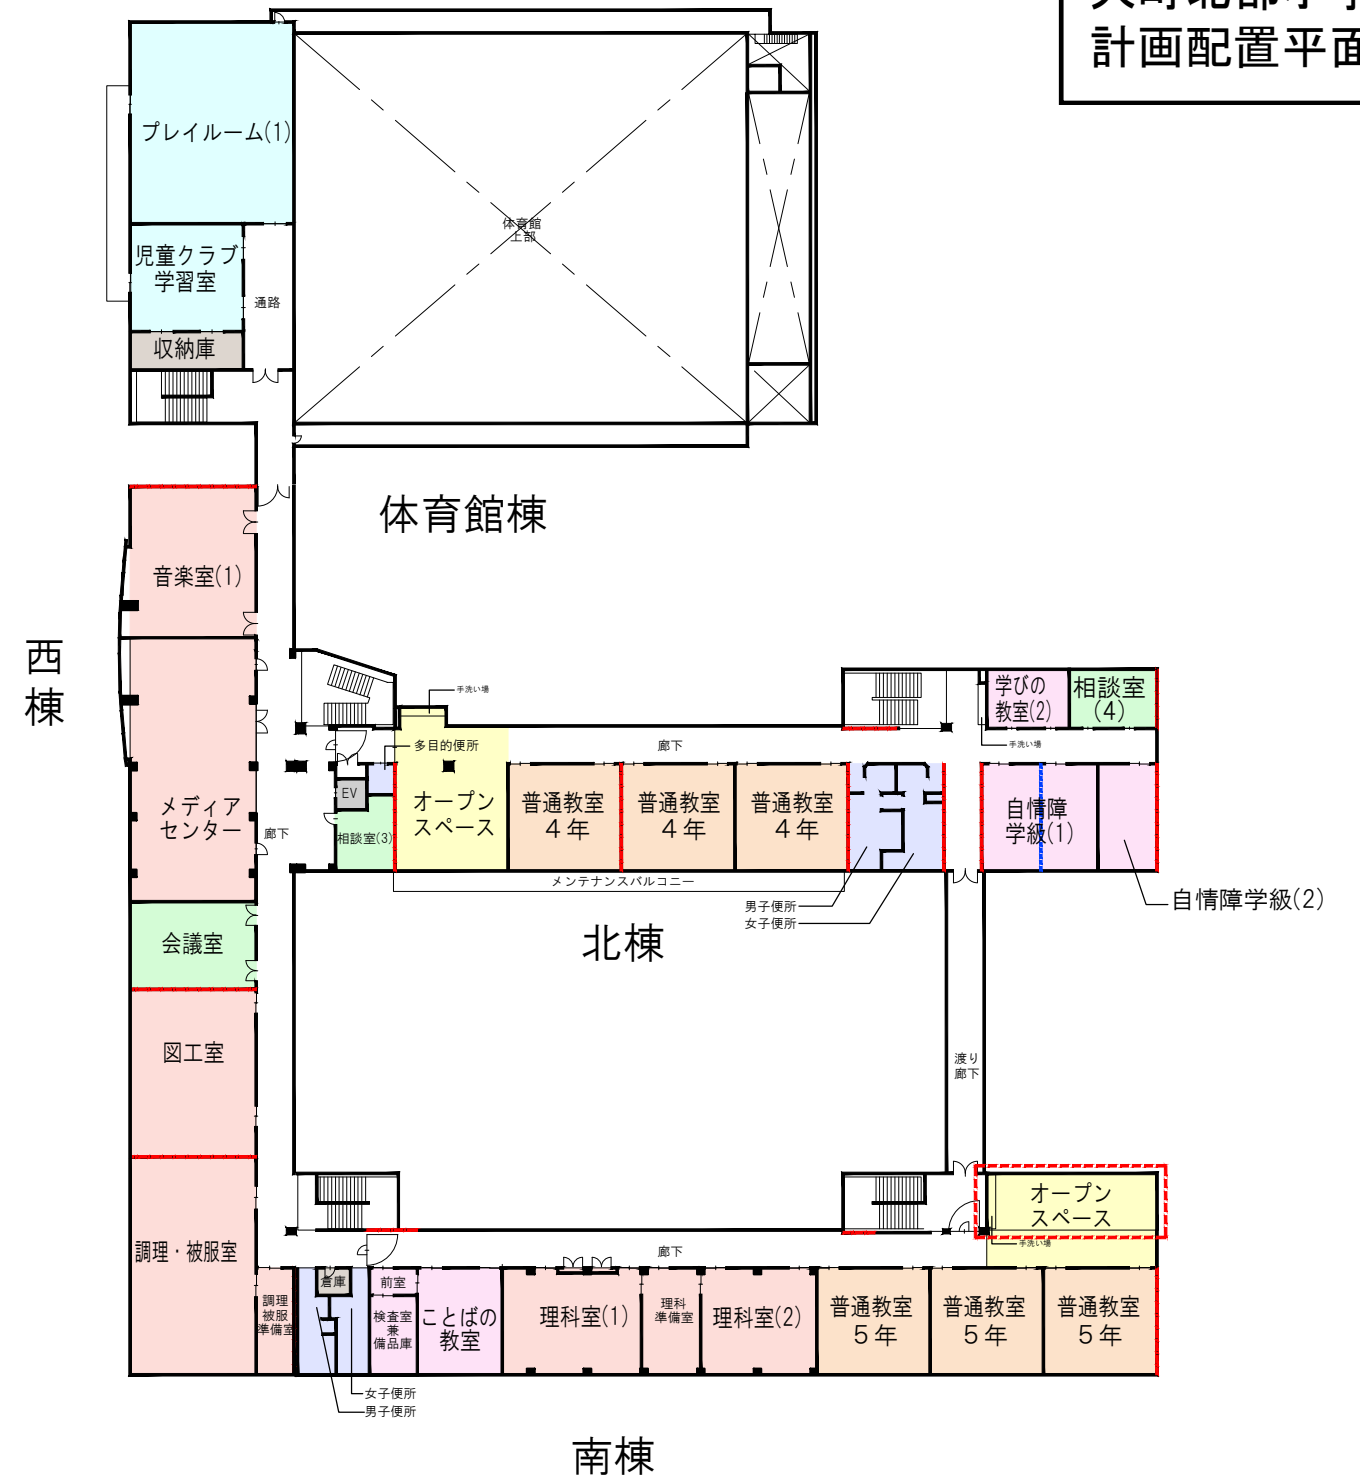 計画配置平面
プレイルーム(1)
体育館
上部
児童クラブ
学習室
通路
収納庫
体育館棟
音楽室(1)
西
棟
手洗い場
学びの
教室(2)
相談室
(4)
多目的便所
廊下
手洗い場
EV
オープン
スペース
普通教室
４年
普通教室
４年
普通教室
４年
自情障
学級(1)
メディア
センター
廊下
相談室(3)
メンテナンスバルコニー
自情障学級(2)
男子便所
女子便所
会議室
北棟
図工室
渡り
廊下
オープン
スペース
手洗い場
調理・被服室
廊下
倉庫
前室
調理
被服
準備室
検査室
兼
備品庫
ことばの
教室
理科室(1)
理科
準備室
理科室(2)
普通教室
５年
普通教室
５年
普通教室
５年
女子便所
男子便所
南棟